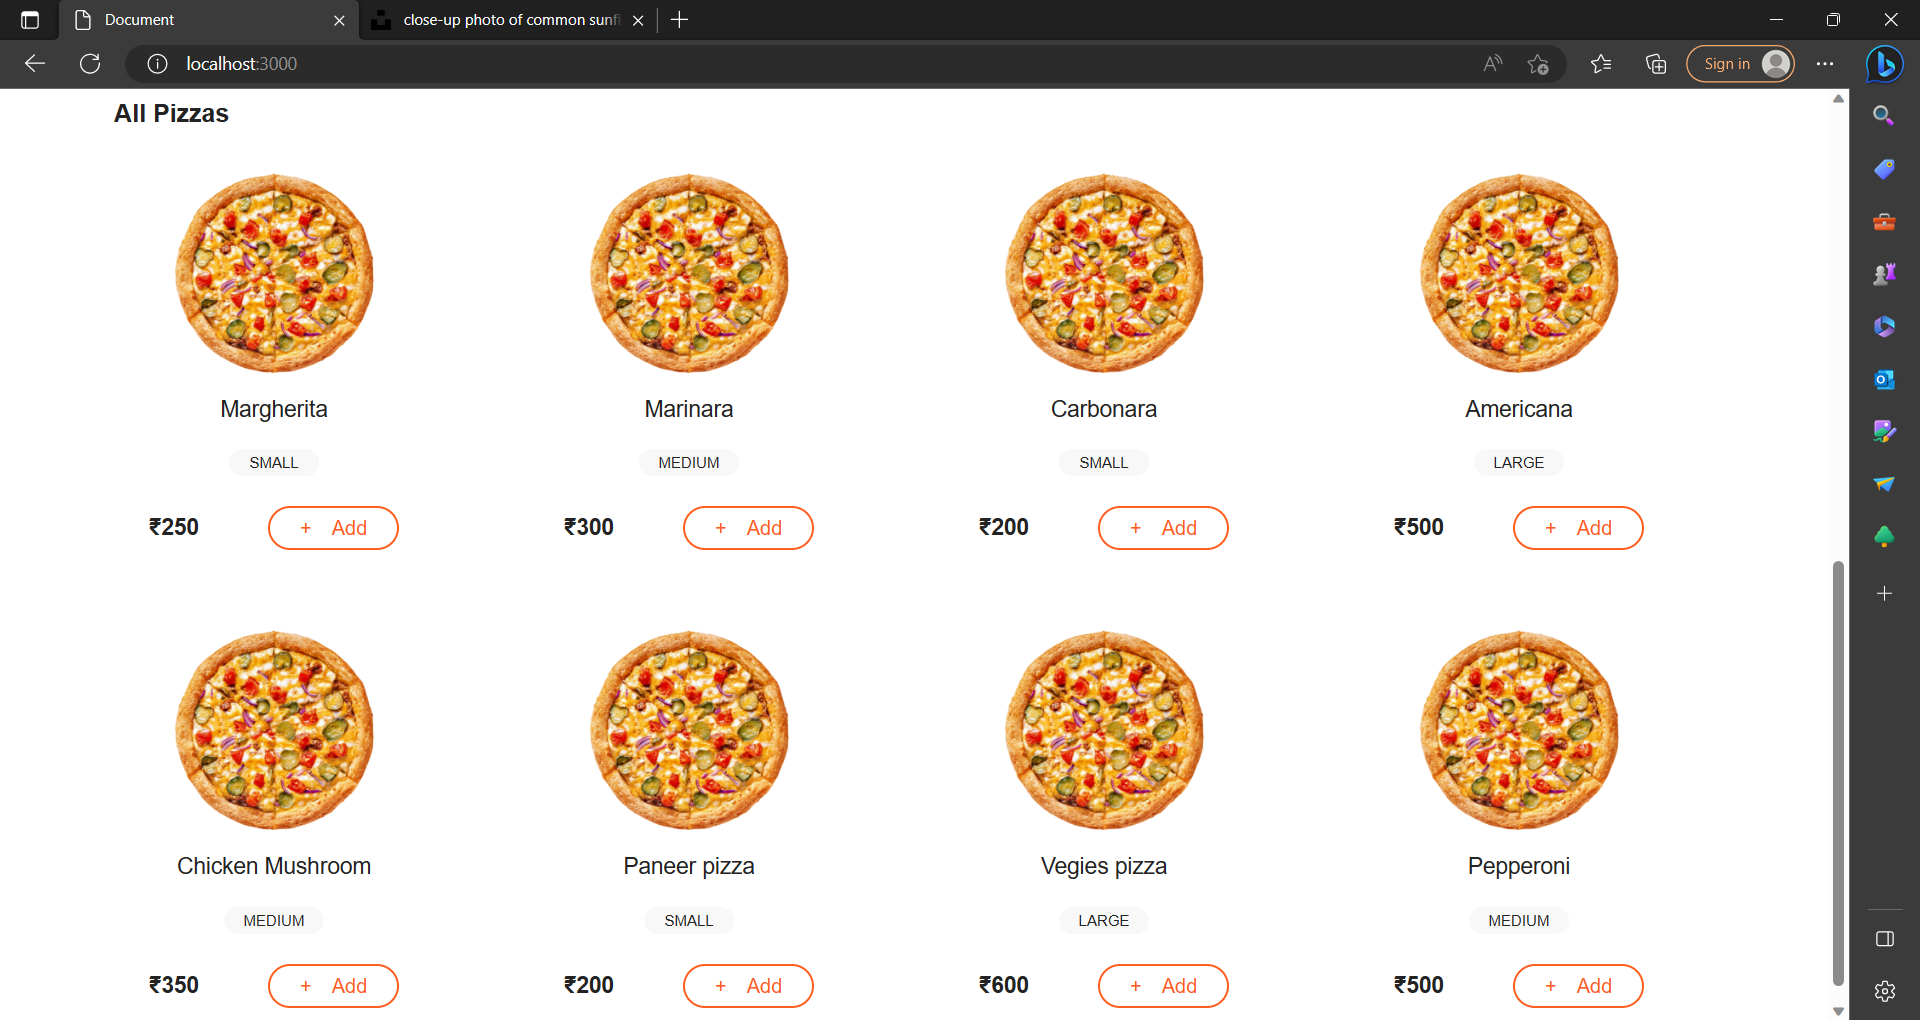 Document
close-up photo of common sunfl
localhost:3000
Sign in
All Pizzas
Margherita
Marinara
Carbonara
Americana
SMALL
MEDIUM
SMALL
LARGE
₹250
+ Add
₹300
+ Add
₹200
+ Add
₹500
+ Add
Chicken Mushroom
Paneer pizza
Vegies pizza
Pepperoni
MEDIUM
SMALL
LARGE
MEDIUM
₹350
+ Add
₹200
+ Add
₹600
+ Add
₹500
+ Add